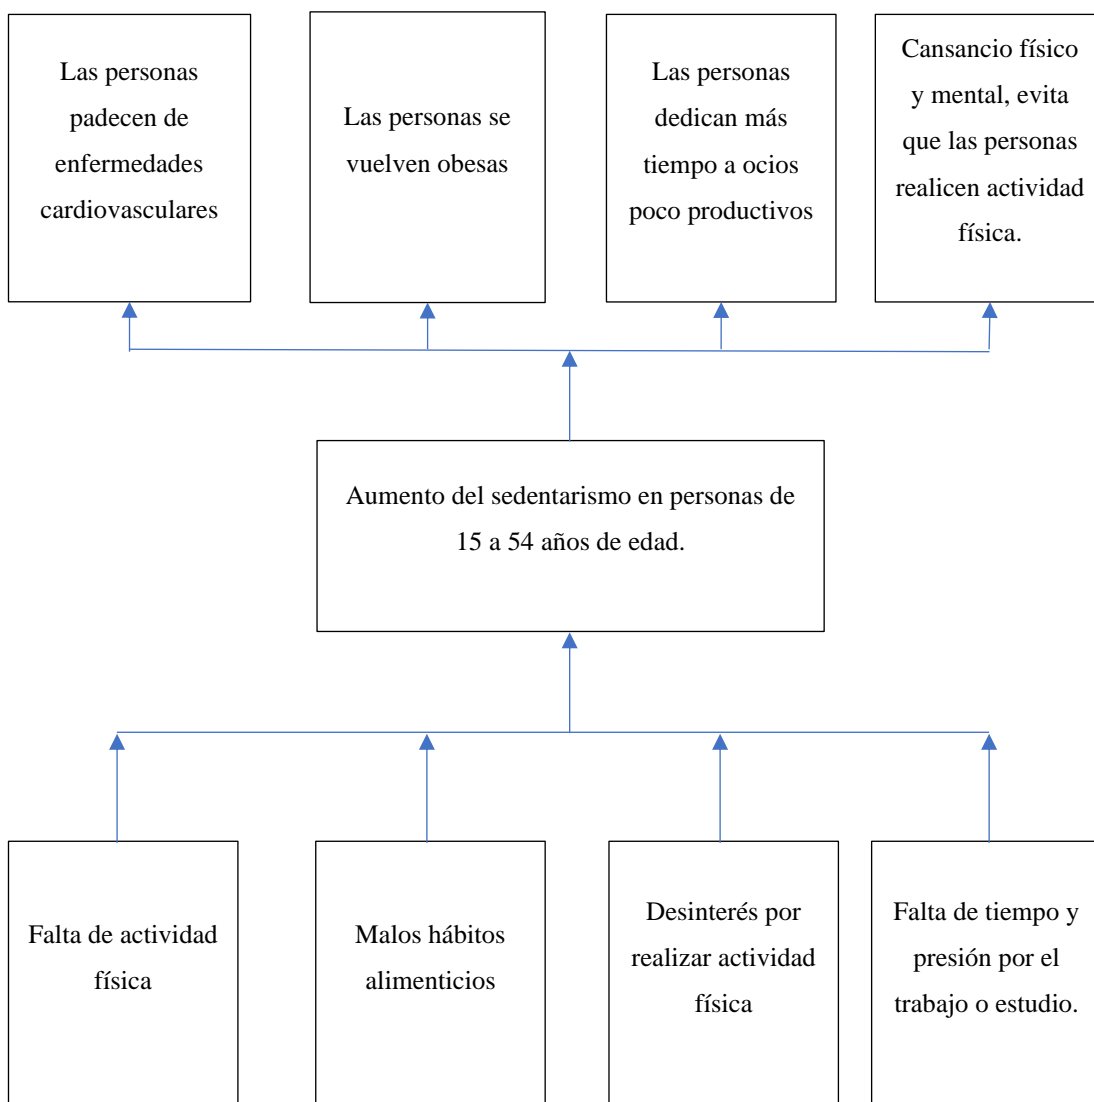 Las personas
padecen de
enfermedades
cardiovasculares
Las personas se
vuelven obesas
Las personas
dedican más
tiempo a ocios
poco productivos
Cansancio físico
y mental, evita
que las personas
realicen actividad
física.
Aumento del sedentarismo en personas de
15 a 54 años de edad.
Falta de actividad
física
Malos hábitos
alimenticios
Desinterés por
realizar actividad
física
Falta de tiempo y
presión por el
trabajo o estudio.